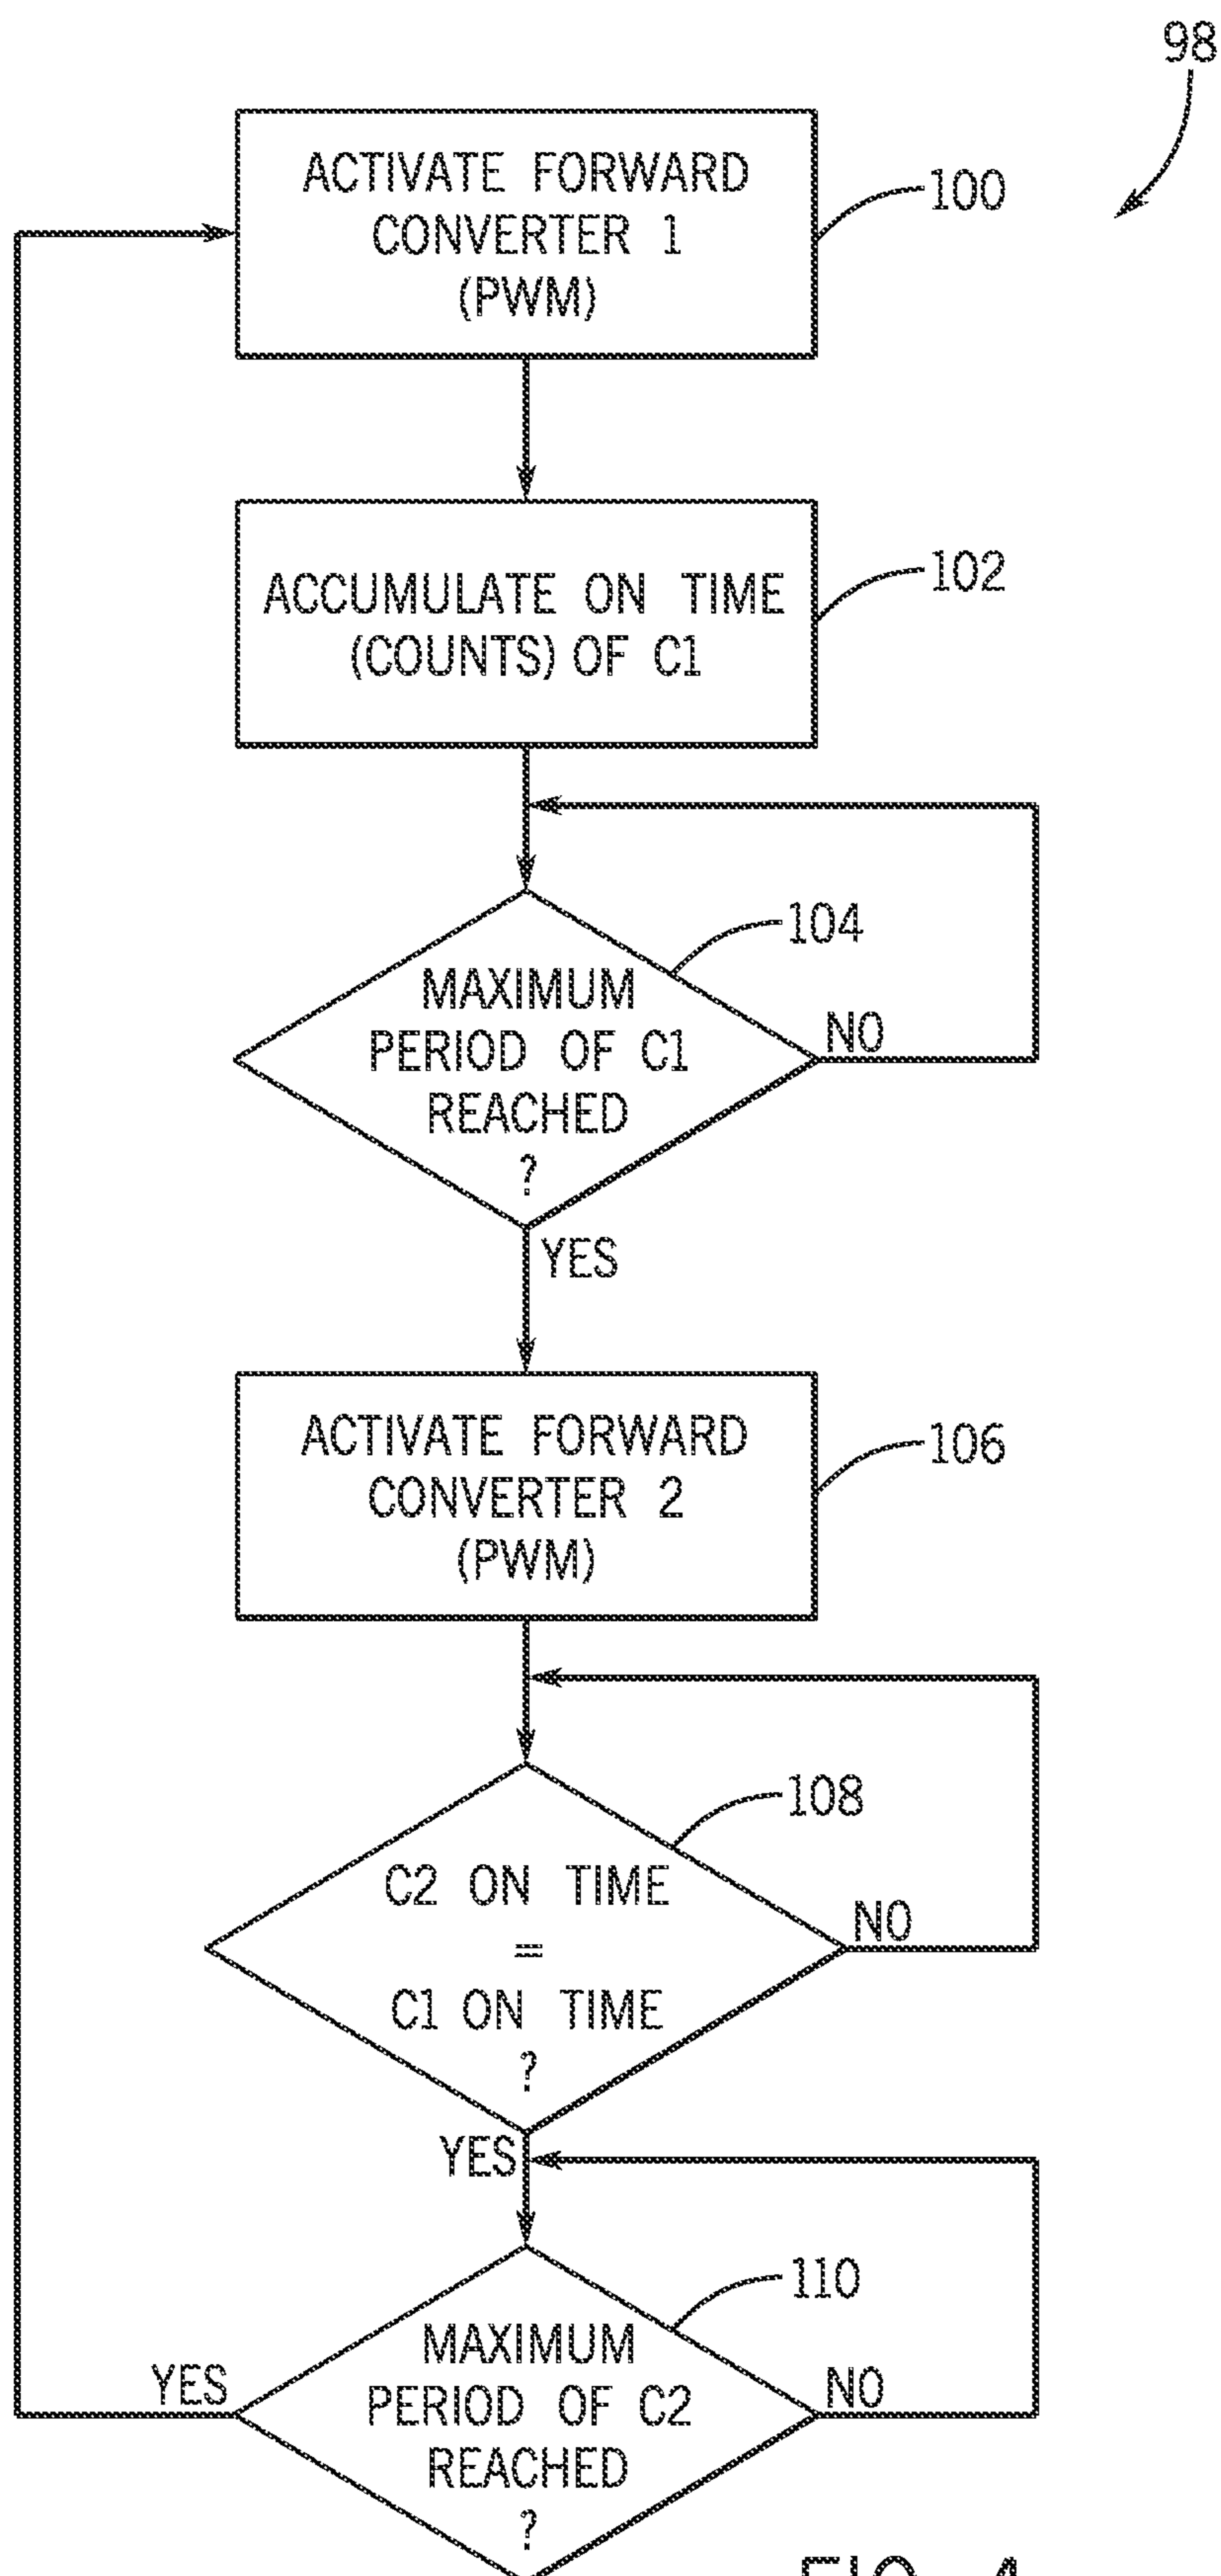 98
ACTIVATE FORWARD
CONVERTER 1
(PWM)
100
ACCUMULATE ON TIME
(COUNTS) OF C1
102
104
MAXIMUM
PERIOD OF C1
REACHED
?
NO
YES
ACTIVATE FORWARD
CONVERTER 2
(PWM)
106
108
C2 ON TIME
=
C1 ON TIME
?
NO
YES
110
MAXIMUM
PERIOD OF C2
REACHED
?
YES
NO